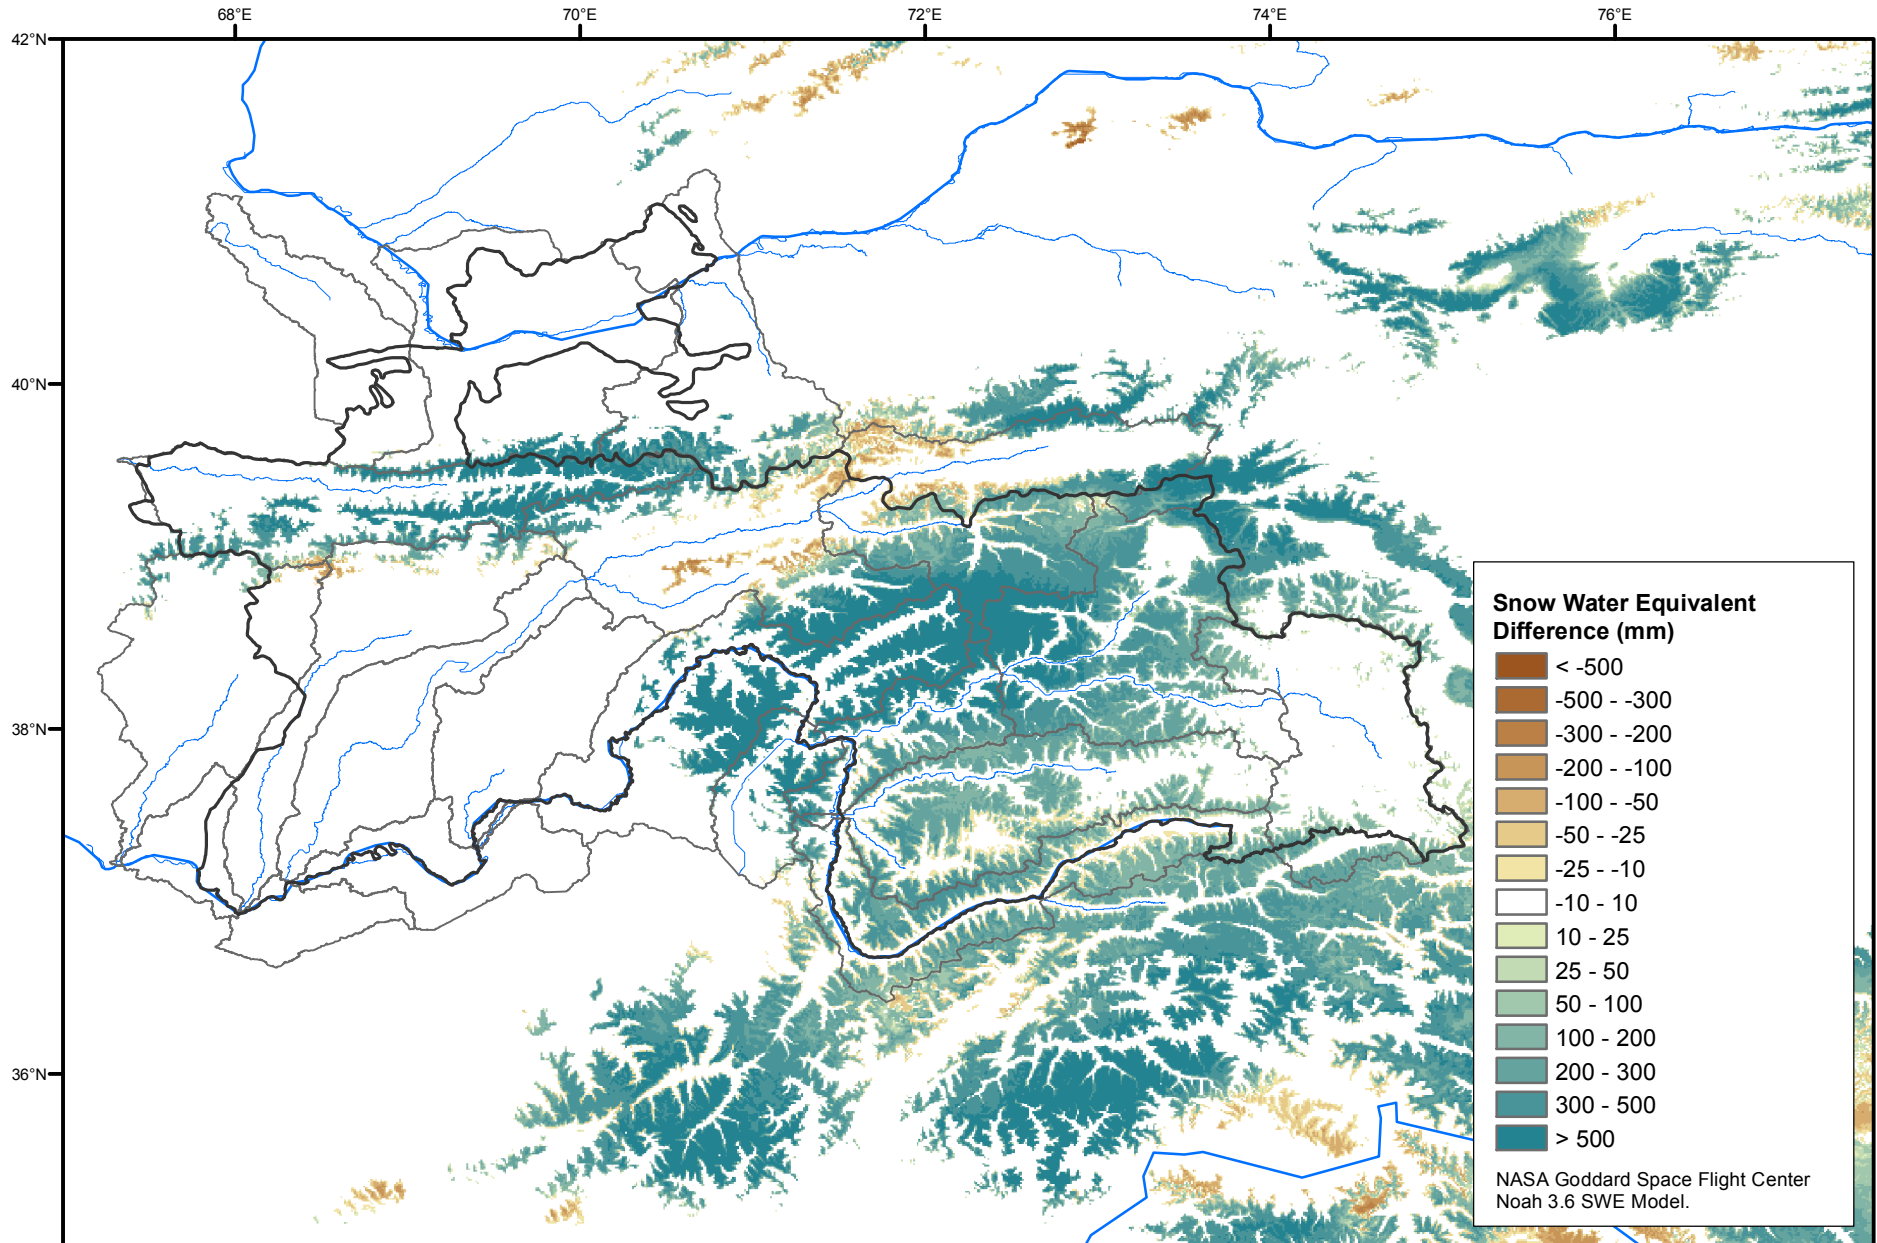 68°E
70°E
72°E
74°E
76°E
42°N
40°N
38°N
36°N
Snow Water Equivalent
Difference (mm)
< -500
-500 - -300
-300 - -200
-200 - -100
-100 - -50
-50 - -25
-25 - -10
-10 - 10
10 - 25
25 - 50
50 - 100
100 - 200
200 - 300
300 - 500
> 500
NASA Goddard Space Flight Center
Noah 3.6 SWE Model.